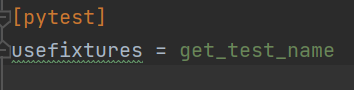 [pytest]
usefixtures = get_test_name